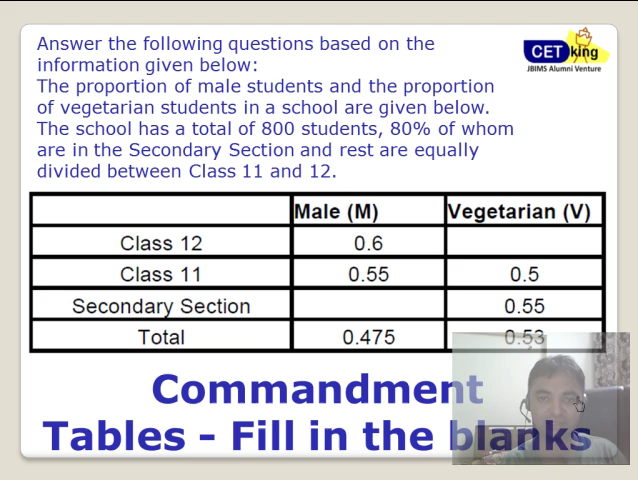 Answer the following questions based on the
information given below:
The proportion of male students and the proportion
of vegetarian students in a school are given below.
The school has a total of 800 students, 80% of whom
are in the Secondary Section and rest are equally
divided between Class 11 and 12.
CET king
JBIMS Alumni Venture
Male (M) Vegetarian (V)
Class 12 0.6
Class 11 0.55 0.5
Secondary Section 0.55
Total 0.475 0.53
Commandment
Tables - Fill in the blanks